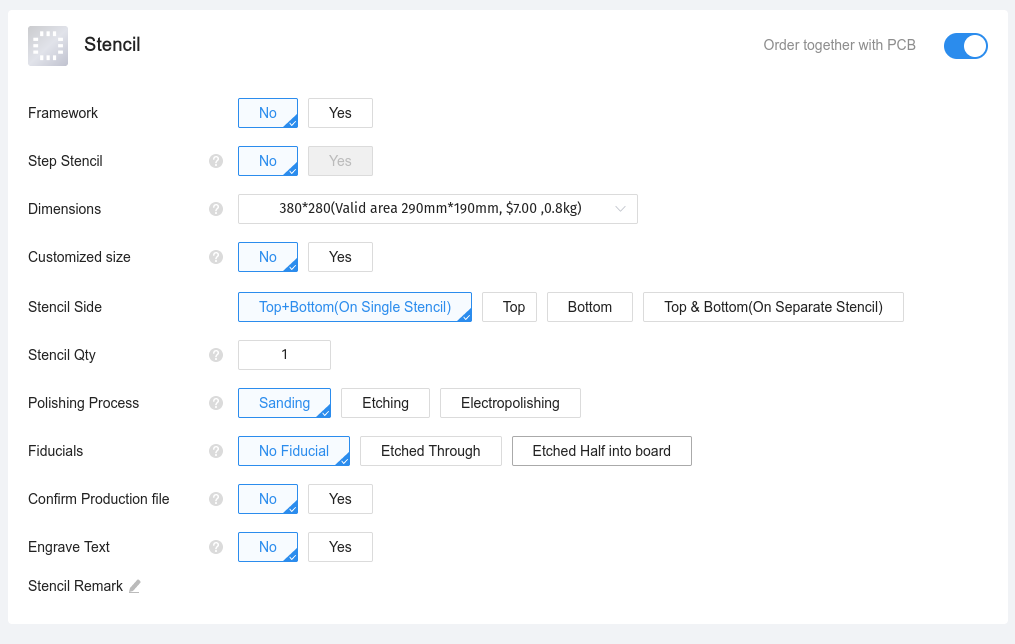 Stencil
Order together with PCB
Framework No Yes
Step Stencil ? No Yes
Dimensions ? 380*280(Valid area 290mm*190mm, $7.00 ,0.8kg)
Customized size ? No Yes
Stencil Side Top+Bottom(On Single Stencil) Top Bottom Top & Bottom(On Separate Stencil)
Stencil Qty ? 1
Polishing Process ? Sanding Etching Electropolishing
Fiducials ? No Fiducial Etched Through Etched Half into board
Confirm Production file ? No Yes
Engrave Text ? No Yes
Stencil Remark